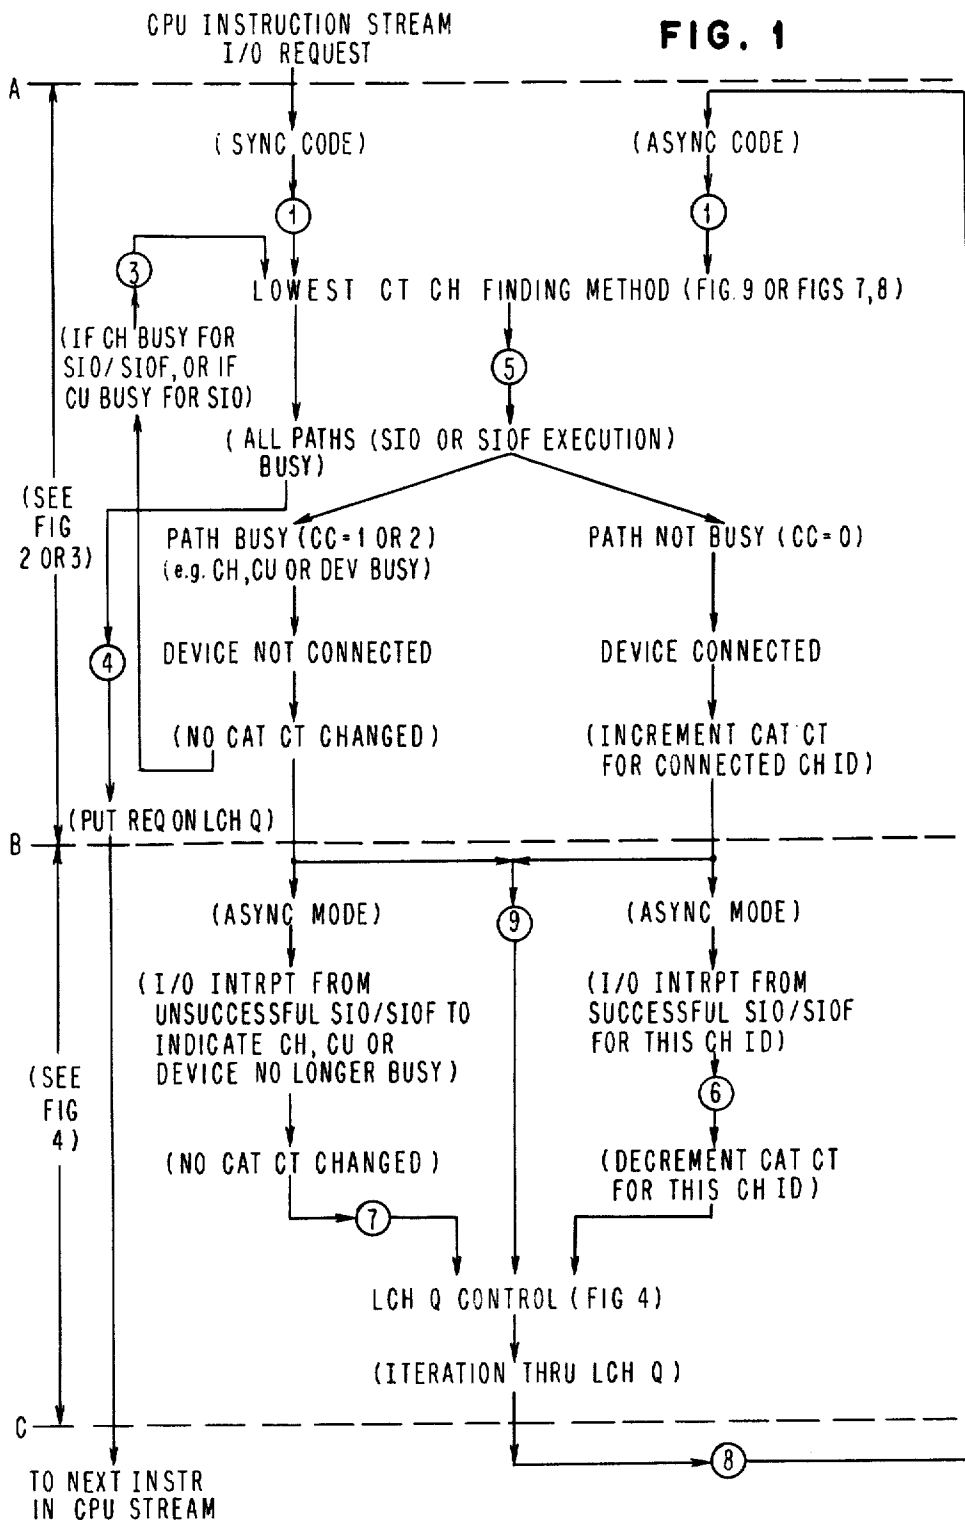 CPU INSTRUCTION STREAM
I/O REQUEST
FIG. 1
A
(SYNC CODE)
(ASYNC CODE)
1
1
3
LOWEST CT CH FINDING METHOD (FIG. 9 OR FIGS 7,8)
(IF CH BUSY FOR
SIO/SIOF, OR IF
CU BUSY FOR SIO)
5
(ALL PATHS
BUSY)
(SIO OR SIOF EXECUTION)
(SEE
FIG
2 OR 3)
PATH BUSY (CC=1 OR 2)
(e.g. CH, CU OR DEV BUSY)
PATH NOT BUSY (CC=0)
4
DEVICE NOT CONNECTED
DEVICE CONNECTED
(NO CAT CT CHANGED)
(INCREMENT CAT CT
FOR CONNECTED CH ID)
(PUT REQ ON LCH Q)
B
(ASYNC MODE)
9
(ASYNC MODE)
(I/O INTRPT FROM
UNSUCCESSFUL SIO/SIOF TO
INDICATE CH, CU OR
DEVICE NO LONGER BUSY)
(I/O INTRPT FROM
SUCCESSFUL SIO/SIOF
FOR THIS CH ID)
(SEE
FIG
4)
6
(NO CAT CT CHANGED)
(DECREMENT CAT CT
FOR THIS CH ID)
7
LCH Q CONTROL (FIG 4)
(ITERATION THRU LCH Q)
C
8
TO NEXT INSTR
IN CPU STREAM